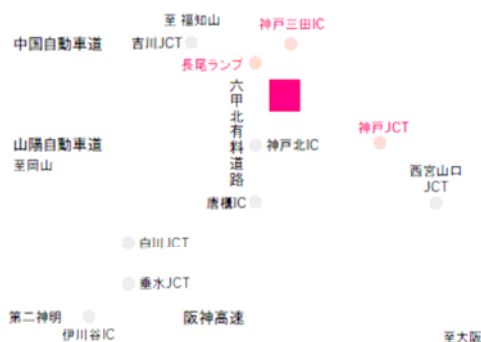 至 福知山
中国自動車道
吉川JCT
神戸三田IC
長尾ランプ
六甲北有料道路
山陽自動車道
至岡山
神戸北IC
神戸JCT
西宮山口
JCT
唐櫃IC
白川JCT
垂水JCT
第二神明
伊川谷IC
阪神高速
至大阪